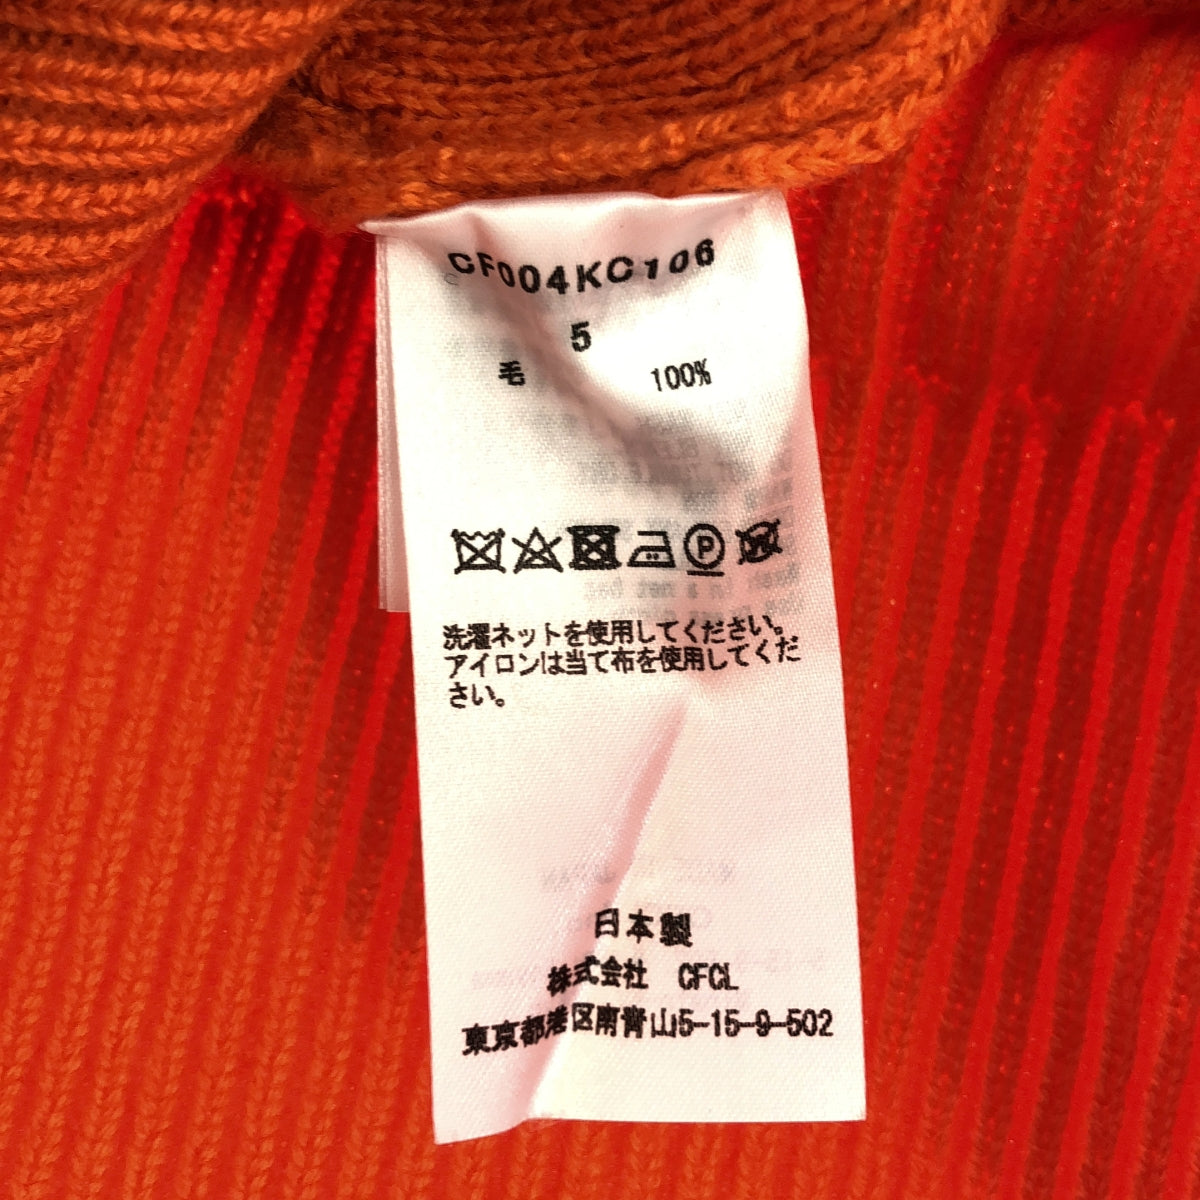 CF004KC106
5
毛 100%
P
洗濯ネットを使用してください。
アイロンは当て布を使用してくだ
さい。
日本製
株式会社 CFCL
東京都港区南青山5-15-9-502